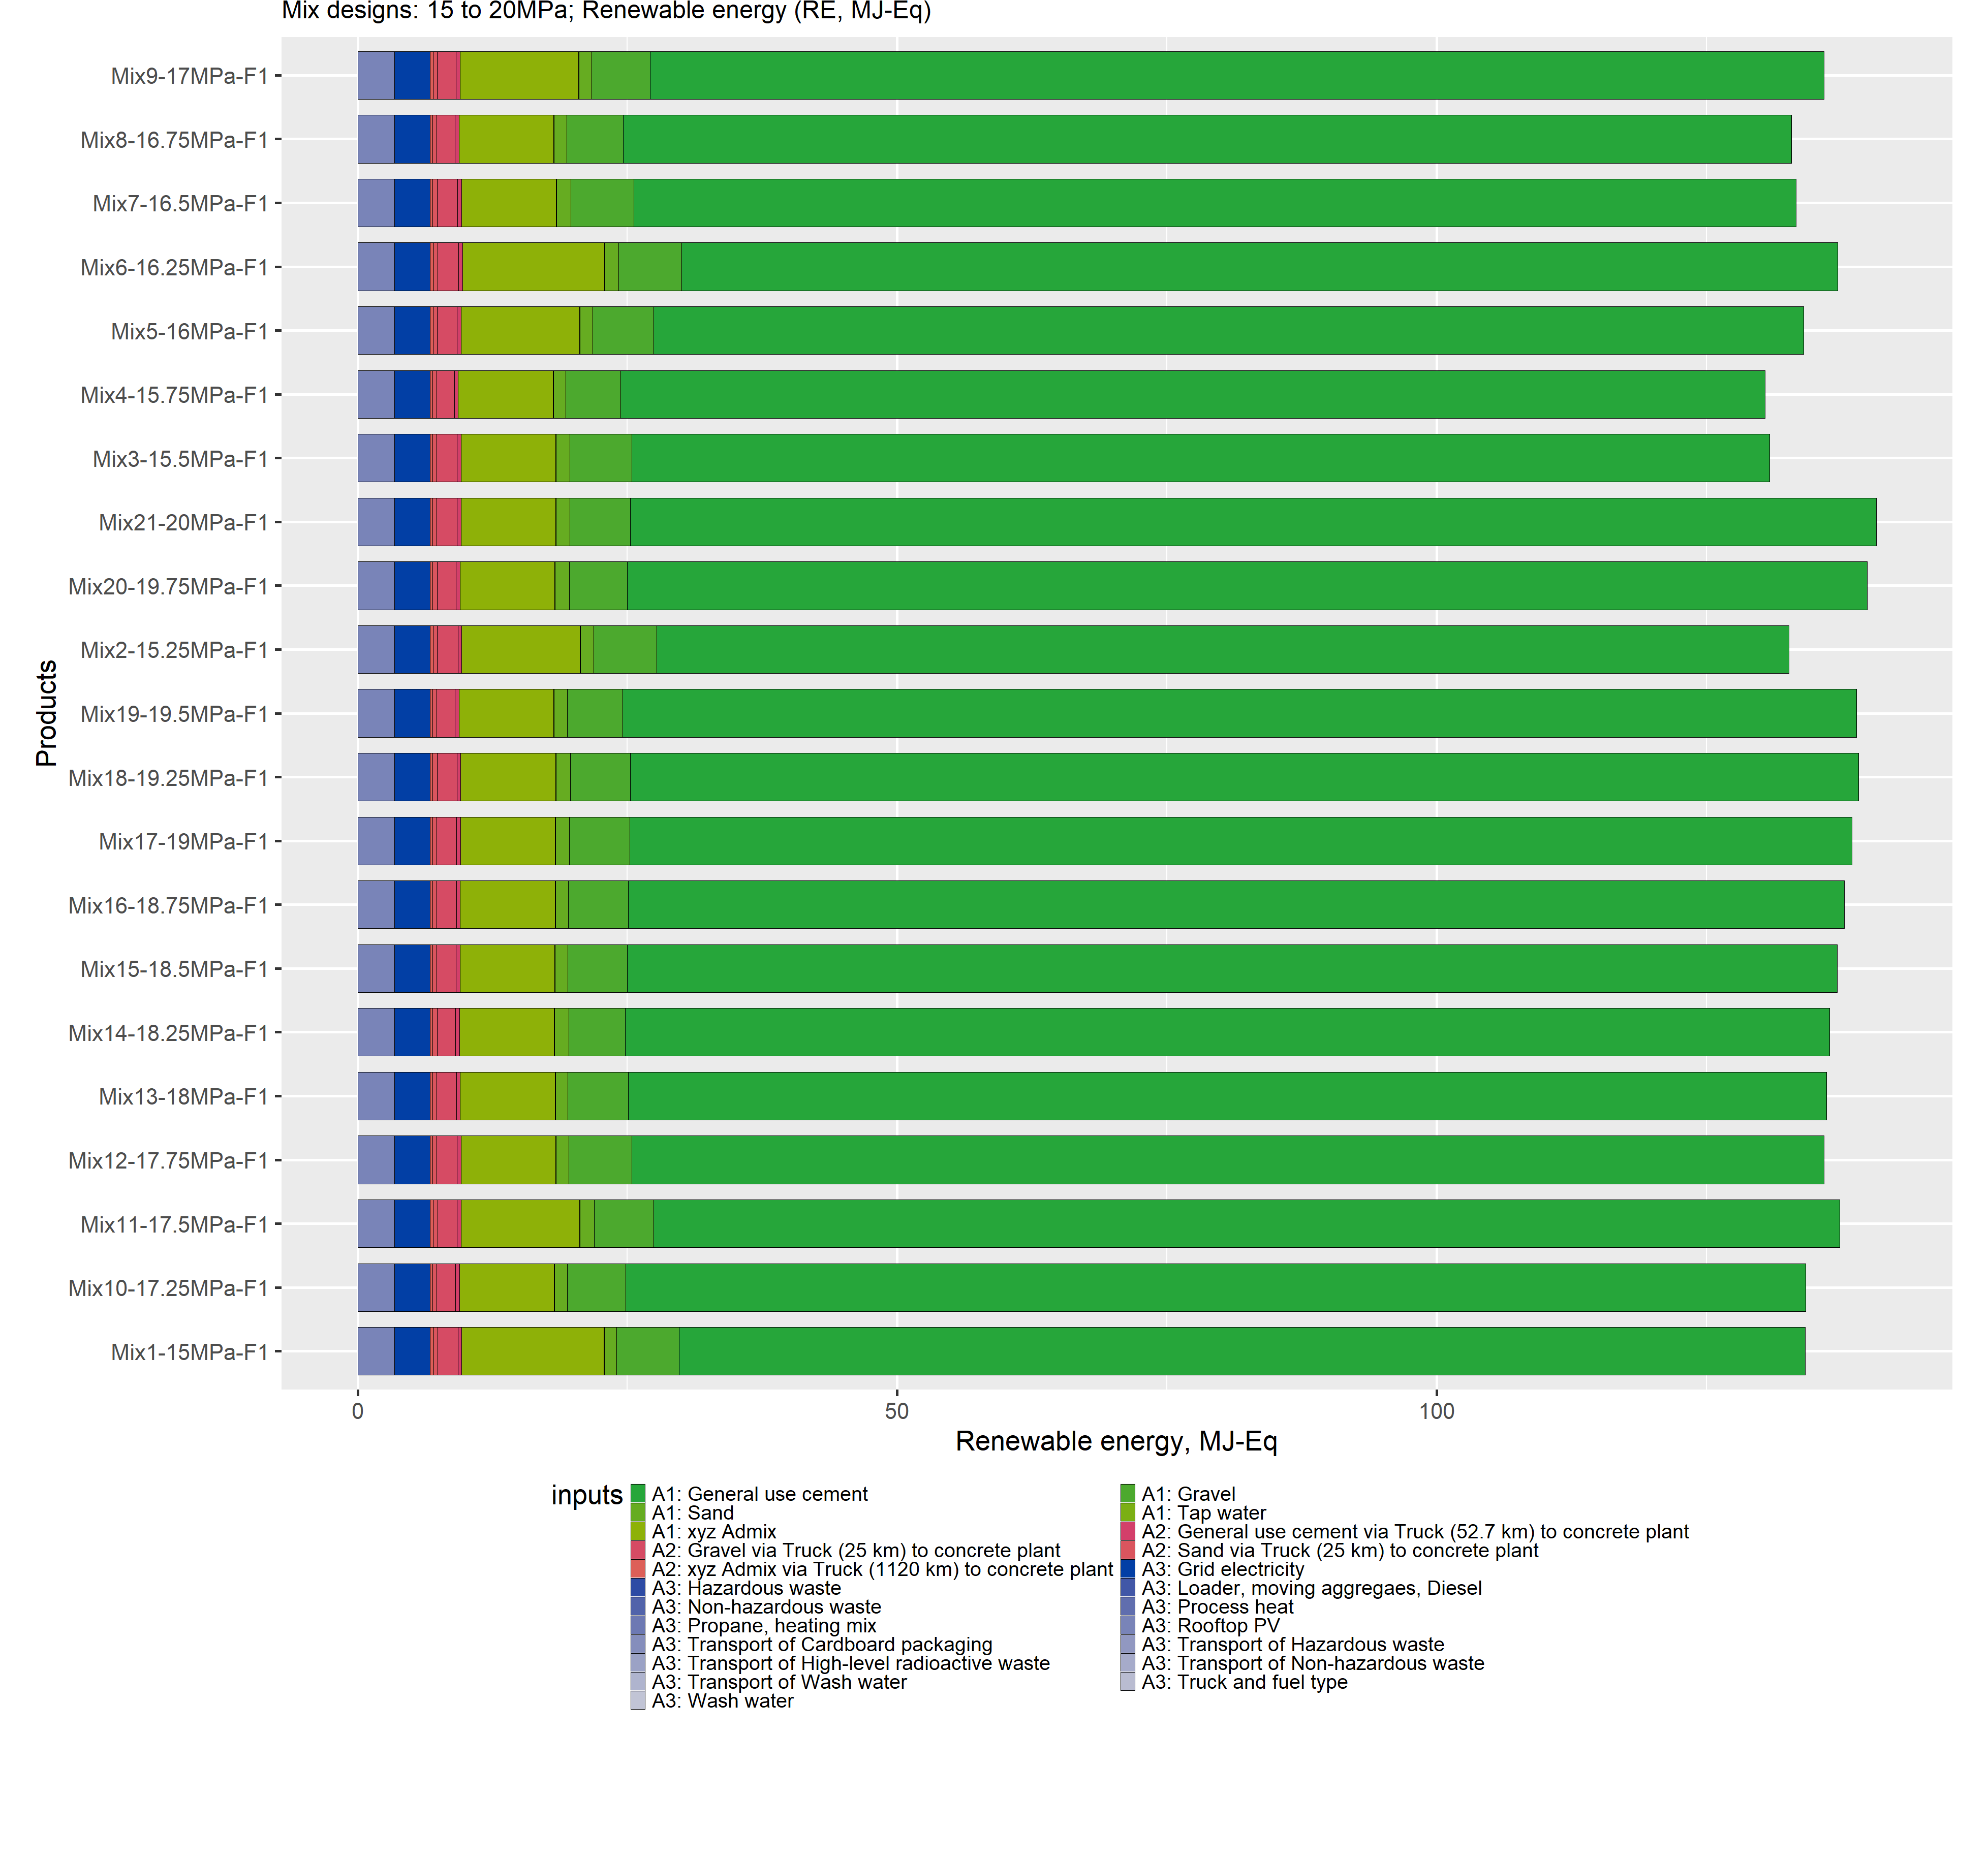 Mix designs: 15 to 20MPa; Renewable energy (RE, MJ-Eq)
Products
Mix9-17MPa-F1
Mix8-16.75MPa-F1
Mix7-16.5MPa-F1
Mix6-16.25MPa-F1
Mix5-16MPa-F1
Mix4-15.75MPa-F1
Mix3-15.5MPa-F1
Mix21-20MPa-F1
Mix20-19.75MPa-F1
Mix2-15.25MPa-F1
Mix19-19.5MPa-F1
Mix18-19.25MPa-F1
Mix17-19MPa-F1
Mix16-18.75MPa-F1
Mix15-18.5MPa-F1
Mix14-18.25MPa-F1
Mix13-18MPa-F1
Mix12-17.75MPa-F1
Mix11-17.5MPa-F1
Mix10-17.25MPa-F1
Mix1-15MPa-F1
0 50 100
Renewable energy, MJ-Eq
inputs
A1: General use cement A1: Gravel
A1: Sand A1: Tap water
A1: xyz Admix A2: General use cement via Truck (52.7 km) to concrete plant
A2: Gravel via Truck (25 km) to concrete plant A2: Sand via Truck (25 km) to concrete plant
A2: xyz Admix via Truck (1120 km) to concrete plant A3: Grid electricity
A3: Hazardous waste A3: Loader, moving aggregaes, Diesel
A3: Non-hazardous waste A3: Process heat
A3: Propane, heating mix A3: Rooftop PV
A3: Transport of Cardboard packaging A3: Transport of Hazardous waste
A3: Transport of High-level radioactive waste A3: Transport of Non-hazardous waste
A3: Transport of Wash water A3: Truck and fuel type
A3: Wash water